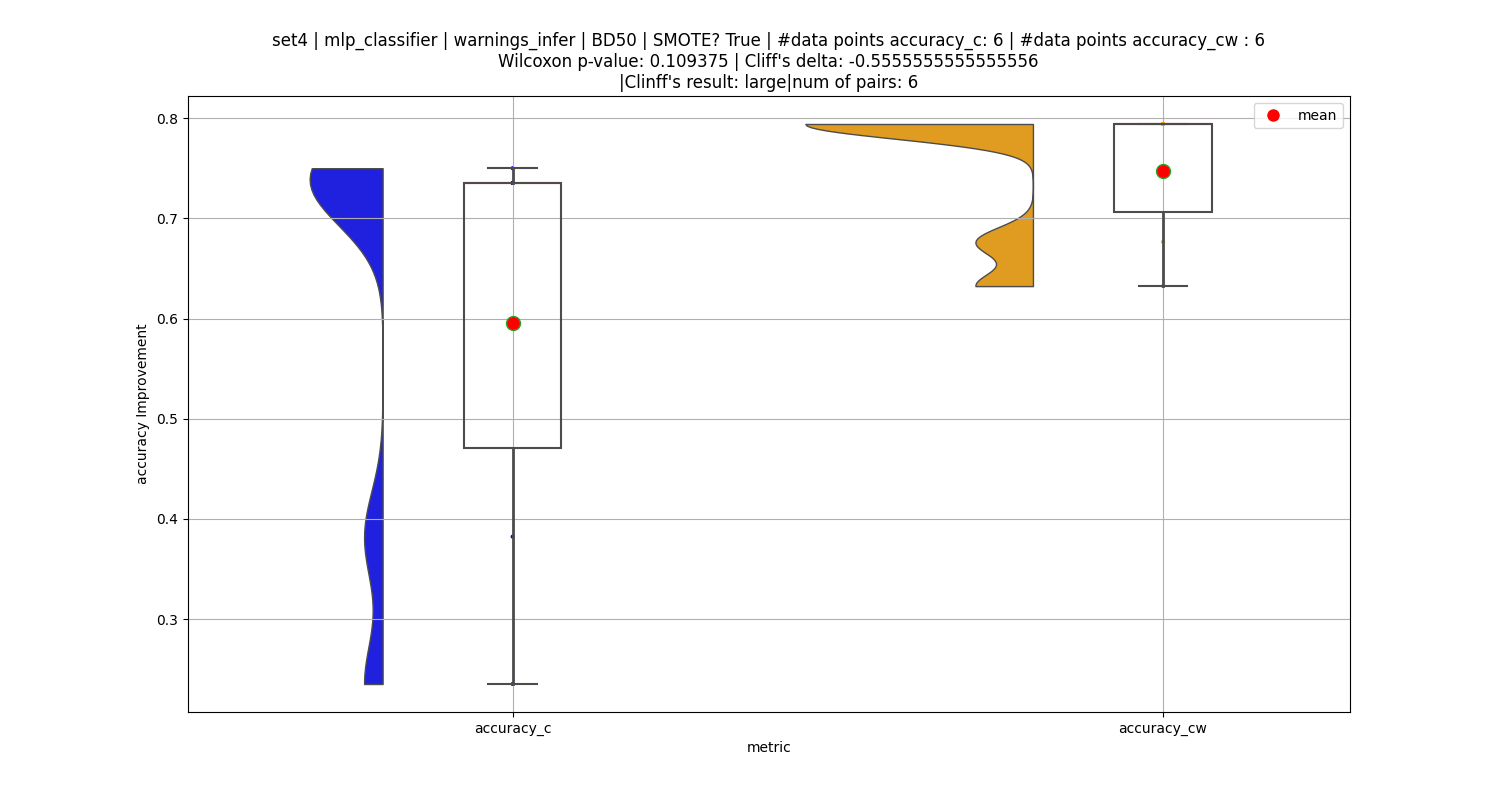 set4 | mlp_classifier | warnings_infer | BD50 | SMOTE? True | #data points accuracy_c: 6 | #data points accuracy_cw : 6
Wilcoxon p-value: 0.109375 | Cliff's delta: -0.5555555555555556
|Clinff's result: large|num of pairs: 6
mean
0.8
0.7
0.6
0.5
0.4
0.3
accuracy Improvement
accuracy_c
accuracy_cw
metric